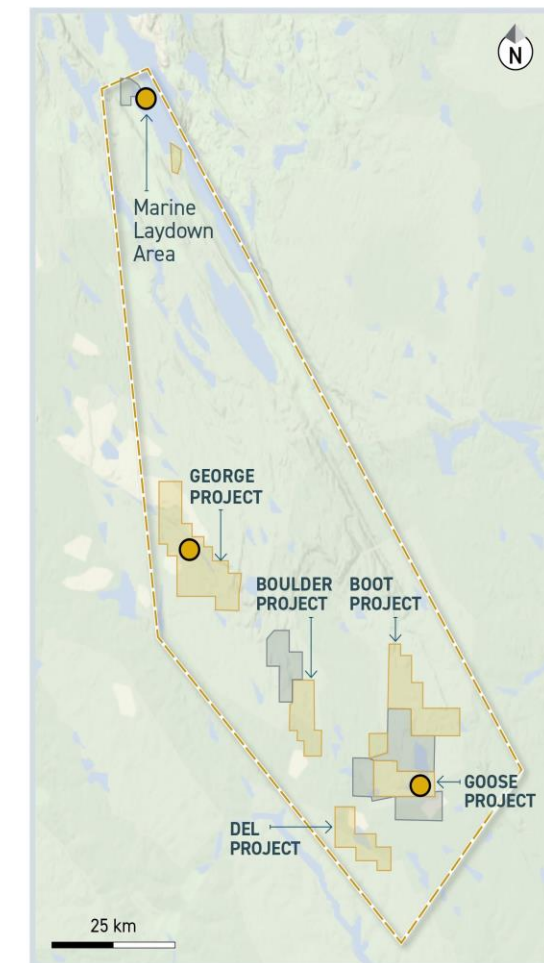 N
Marine
Laydown
Area
GEORGE
PROJECT
BOULDER
PROJECT
BOOT
PROJECT
GOOSE
PROJECT
DEL
PROJECT
25 km